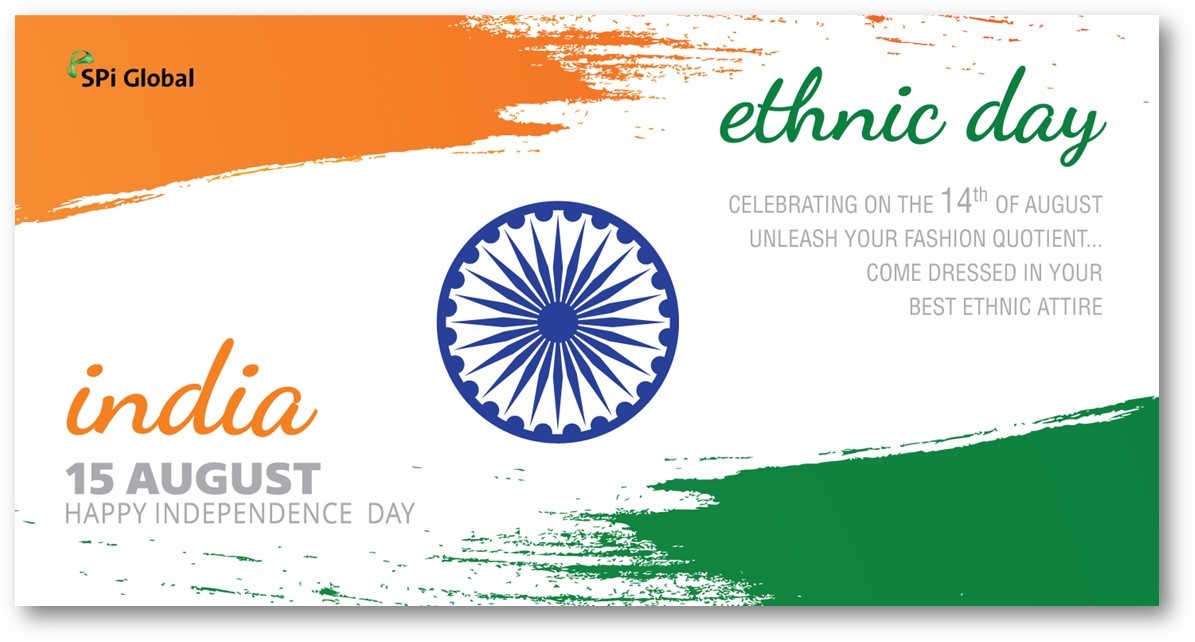 SPi Global
ethnic day
CELEBRATING ON THE 14th OF AUGUST
UNLEASH YOUR FASHION QUOTIENT...
COME DRESSED IN YOUR
BEST ETHNIC ATTIRE
india
15 AUGUST
HAPPY INDEPENDENCE DAY